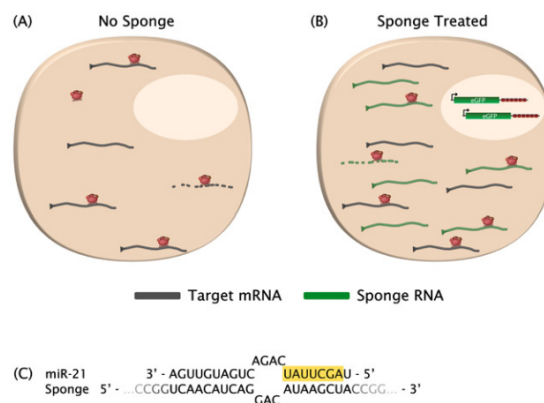 (A) No Sponge
(B) Sponge Treated
eGFP
eGFP
Target mRNA
Sponge RNA
(C)
AGAC
miR-21 3'- AGUUGUAGUC UAUUCGAU - 5'
Sponge 5' - ...CCGGUCAACAUCAG AUAAGCUACCGG... - 3'
GAC